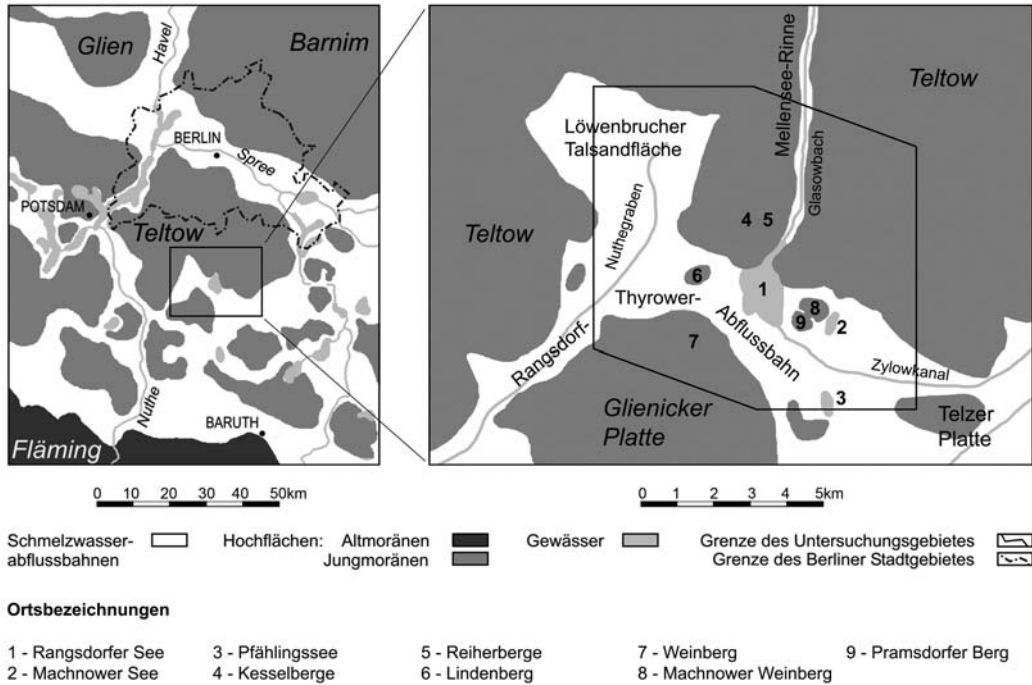 Glien
Havel
Barnim
BERLIN
Spree
POTSDAM
Teltow
Nuthe
BARUTH
Fläming
Löwenbrucher
Talsandfläche
Mellensee-Rinne
Glasowbach
Teltow
Teltow
Nuthegraben
4 5
6
1
8
9
2
Thyrower-
Rangsdorf-
7
Abflussbahn
Zylowkanal
3
Glienicker
Platte
Telzer
Platte
0 10 20 30 40 50km
0 1 2 3 4 5km
Schmelzwasser-
abflussbahnen
Hochflächen: Altmoränen
Jungmoränen
Gewässer
Grenze des Untersuchungsgebietes
Grenze des Berliner Stadtgebietes
Ortsbezeichnungen
1 - Rangsdorfer See 3 - Pfählingssee 5 - Reiherberge 7 - Weinberg 9 - Pramsdorfer Berg
2 - Machnower See 4 - Kesselberge 6 - Lindenberg 8 - Machnower Weinberg